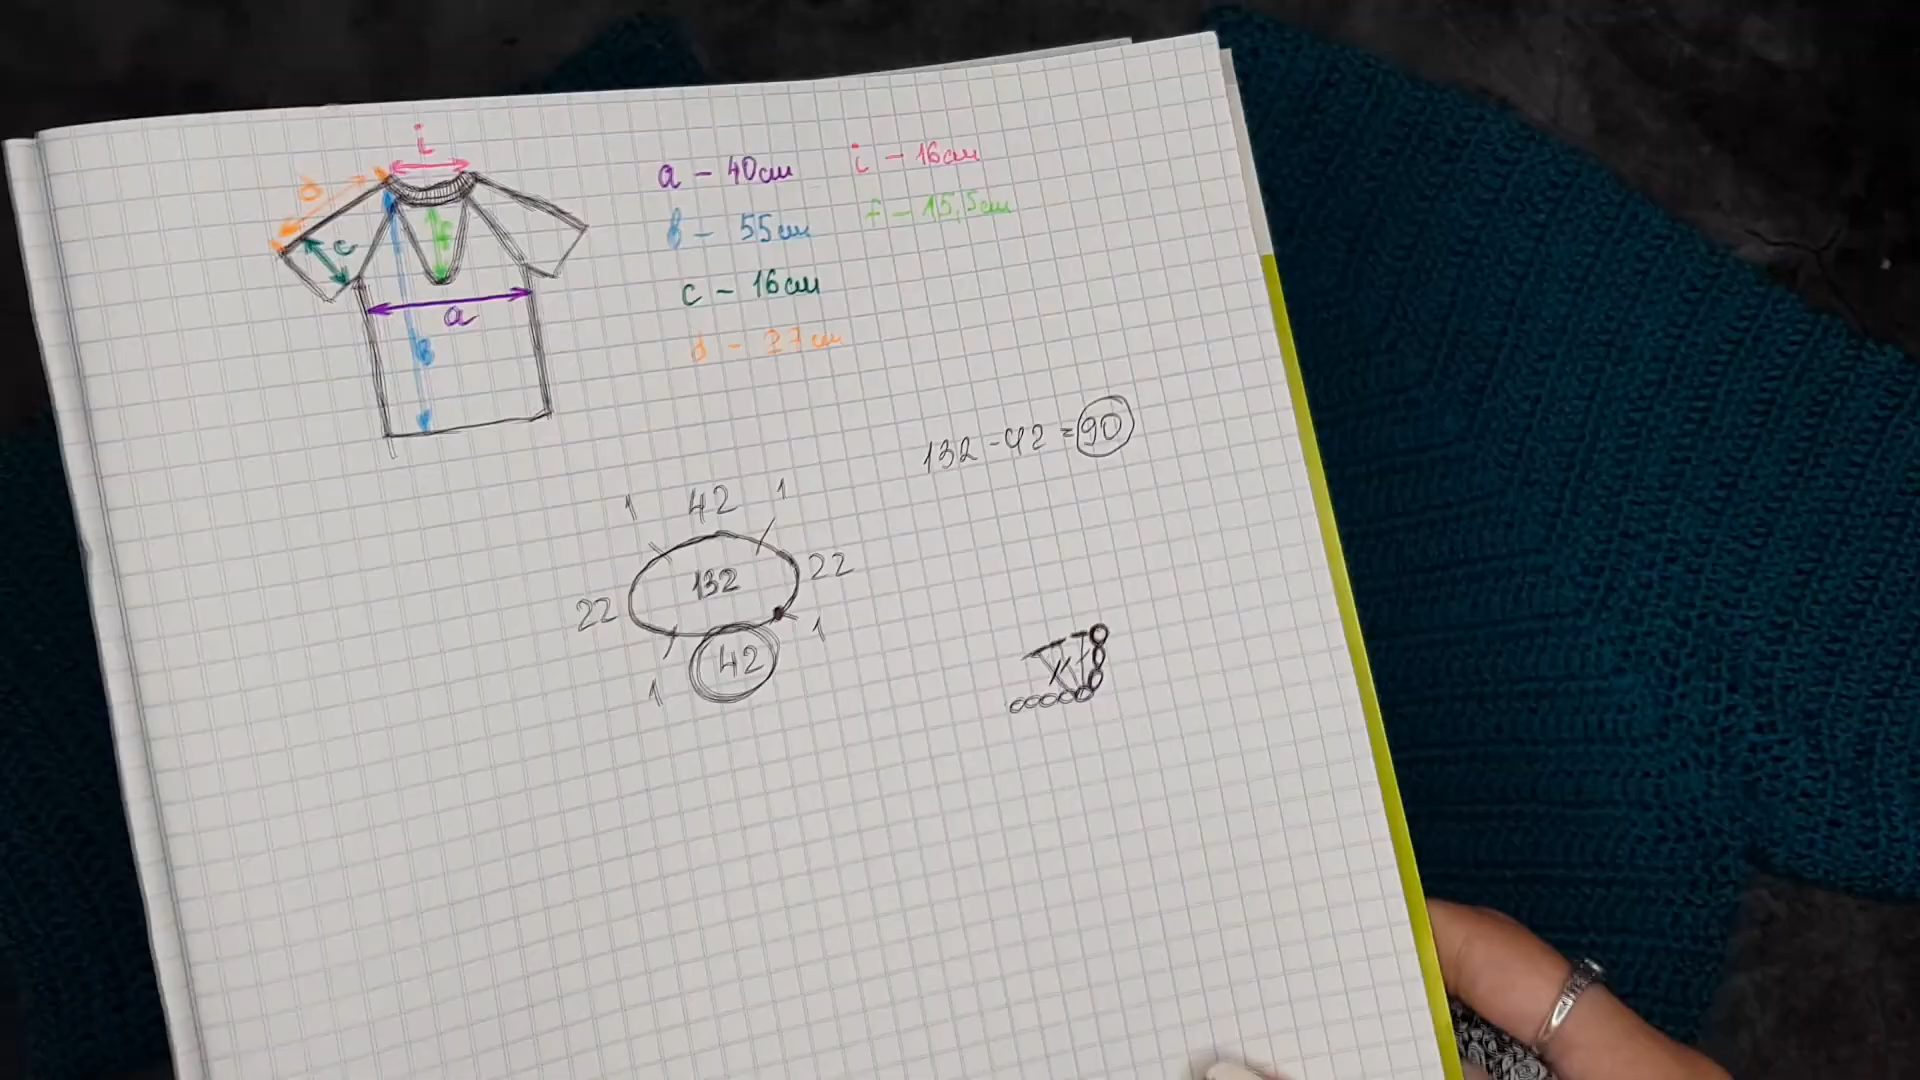 i
d
c
f
a
в
a - 40см
i - 16см
в - 55см
f - 15,5см
c - 16см
d - 27см
132 - 42 = 90
1 42 1
22 132 22
1 42 1